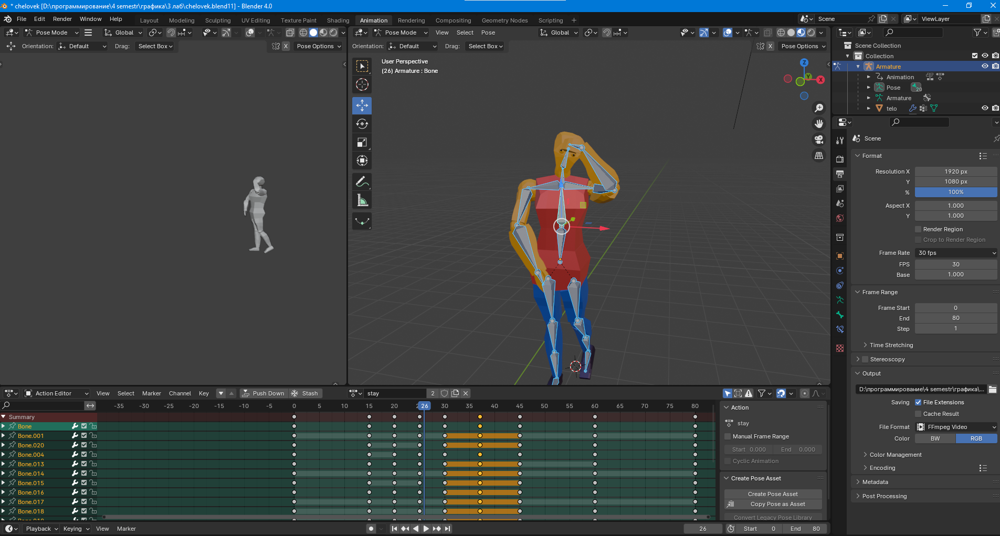 * chelovek [D:\программирование\4 semestr\графика\3 лаб\chelovek.blend11] - Blender 4.0
File Edit Render Window Help
Layout Modeling Sculpting UV Editing Texture Paint Shading Animation Rendering Compositing Geometry Nodes Scripting +
Scene ViewLayer
Pose Mode Global
Pose Mode View Select Pose Global
Orientation: Default Drag: Select Box X Pose Options
Orientation: Default Drag: Select Box X Pose Options
User Perspective
(26) Armature : Bone
Z
Y
X
Scene Collection
Collection
Armature
Animation
Pose 20
Armature
telo
Scene
Format
Resolution X 1920 px
Y 1080 px
% 100%
Aspect X 1.000
Y 1.000
Render Region
Crop to Render Region
Frame Rate 30 fps
FPS 30
Base 1.000
Frame Range
Frame Start 0
End 80
Step 1
Time Stretching
Stereoscopy
Output
D:\программирование\4 semestr\графика\...
Saving File Extensions
Cache Result
File Format FFmpeg Video
Color BW RGB
Color Management
Encoding
Metadata
Post Processing
Action Editor View Select Marker Channel Key Push Down Stash stay 2
-35 -30 -25 -20 -15 -10 -5 0 5 10 15 20 26 30 35 40 45 50 55 60 65 70 75 80
Summary
Bone
Bone.001
Bone.020
Bone.004
Bone.013
Bone.014
Bone.015
Bone.016
Bone.017
Bone.018
Action
stay
Manual Frame Range
Start 0.000 End 0.000
Cyclic Animation
Create Pose Asset
Create Pose Asset
Copy Pose as Asset
Convert Legacy Pose Library
Playback Keying View Marker 26 Start 0 End 80